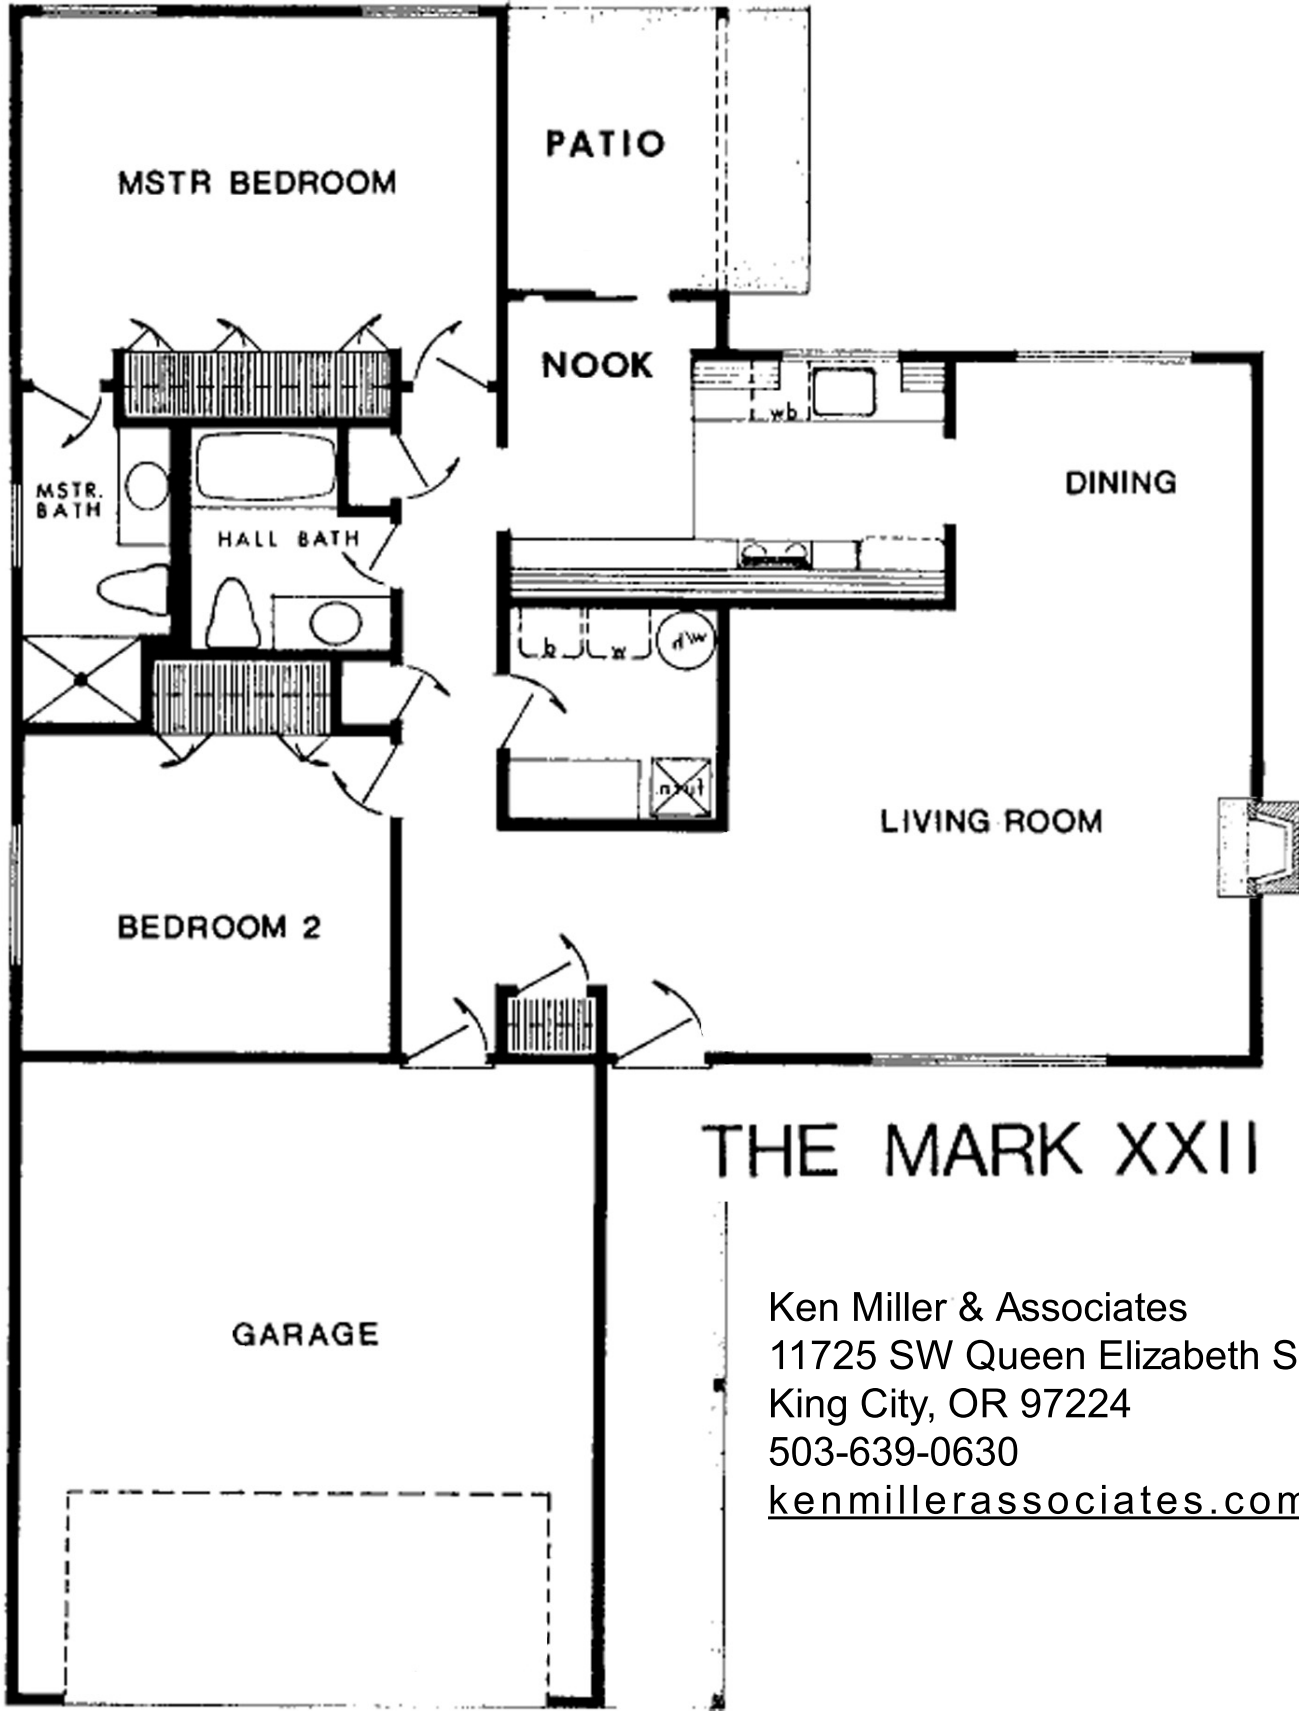 PATIO
MSTR BEDROOM
NOOK
wb
DINING
MSTR.
BATH
HALL BATH
w
LIVING ROOM
BEDROOM 2
THE MARK XXII
GARAGE
Ken Miller & Associates
11725 SW Queen Elizabeth S
King City, OR 97224
503-639-0630
kenmillerassociates.com